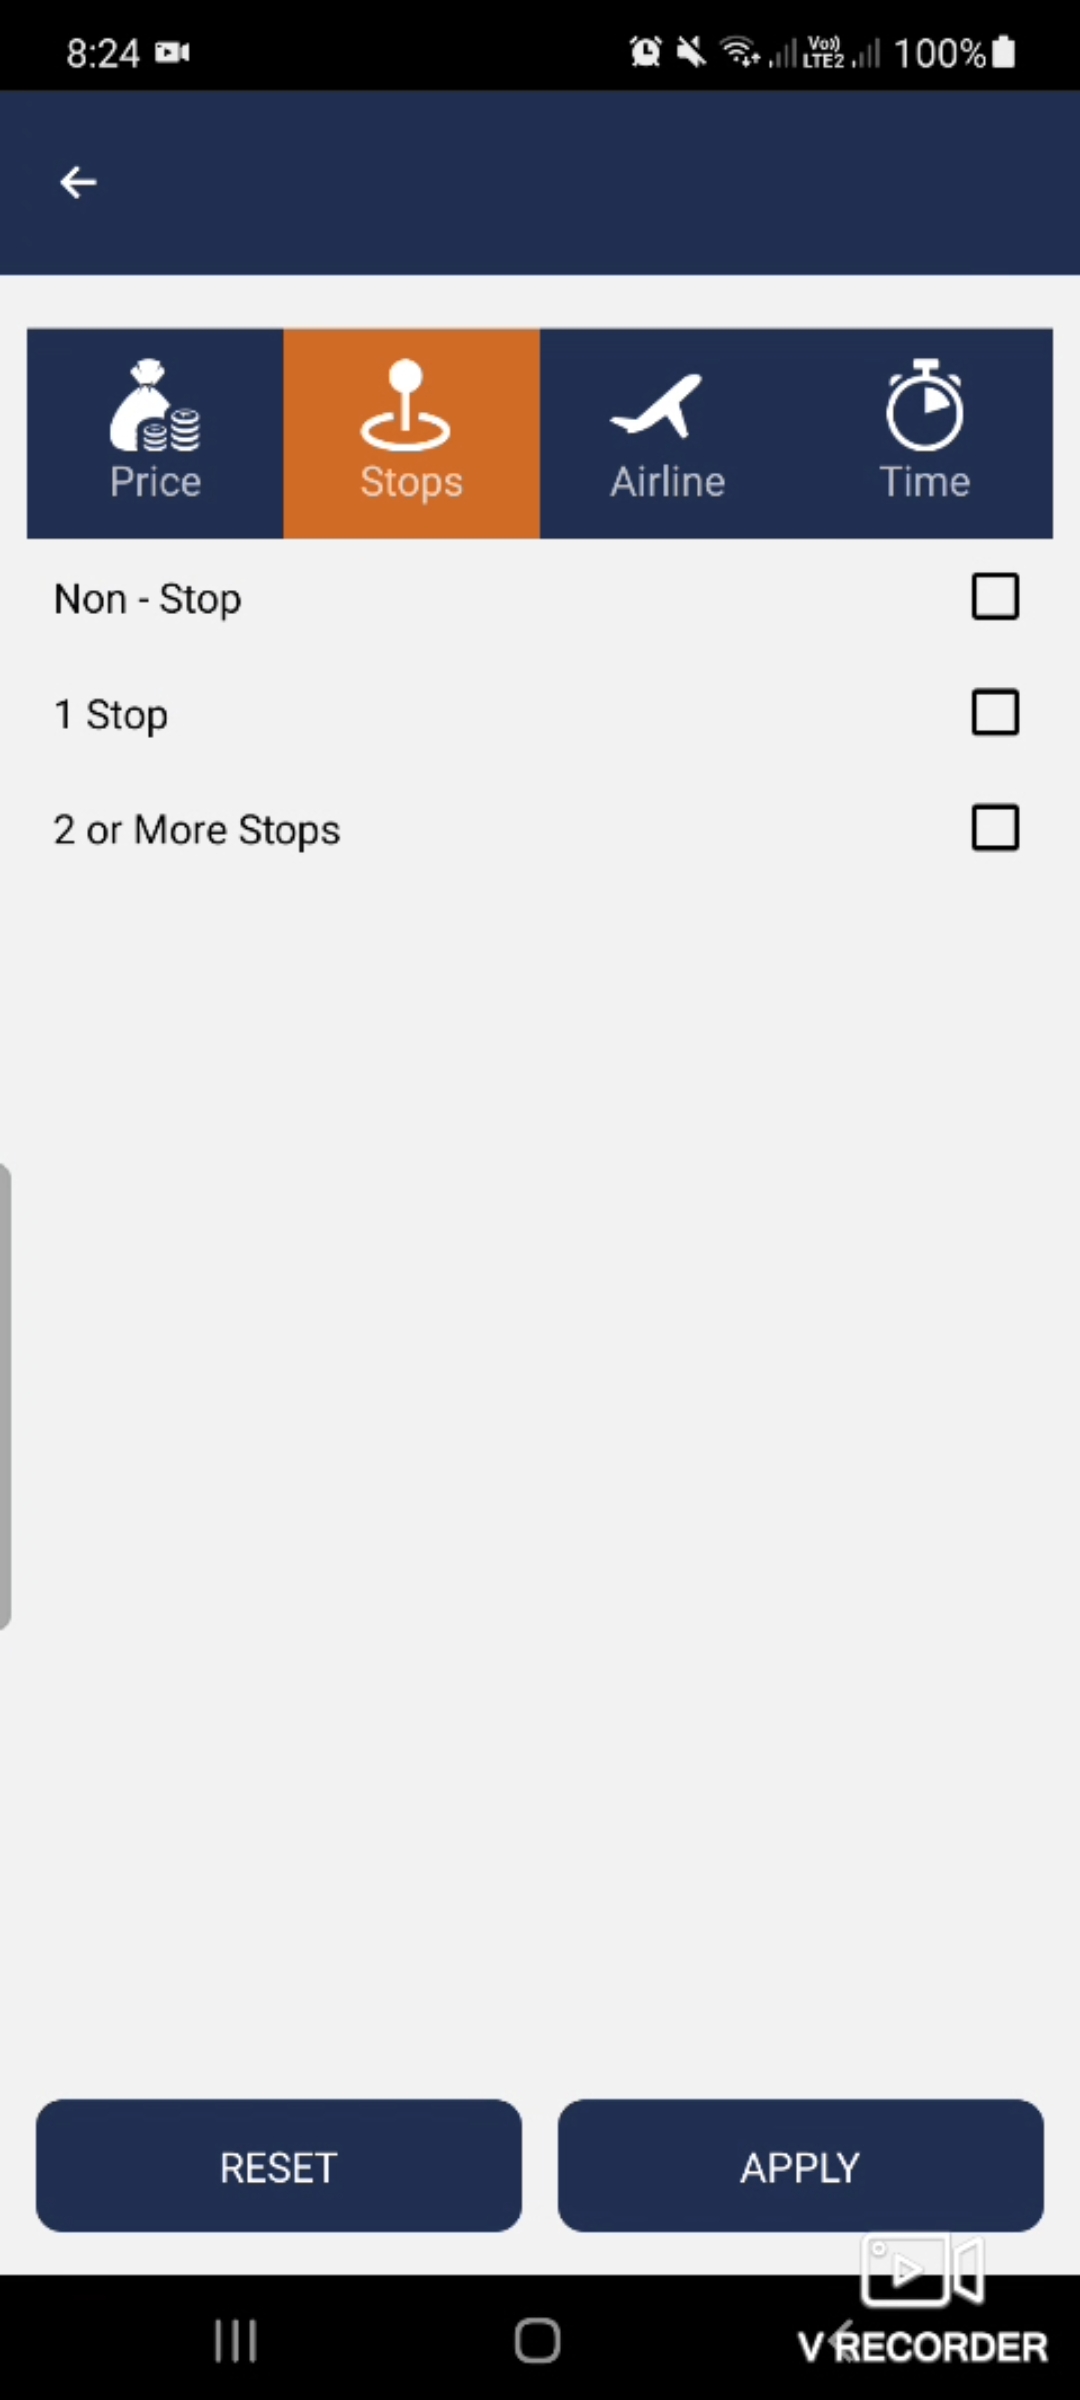 8:24 Vo)) LTE2 100%
Price Stops Airline Time
Non - Stop
1 Stop
2 or More Stops
RESET APPLY
V RECORDER